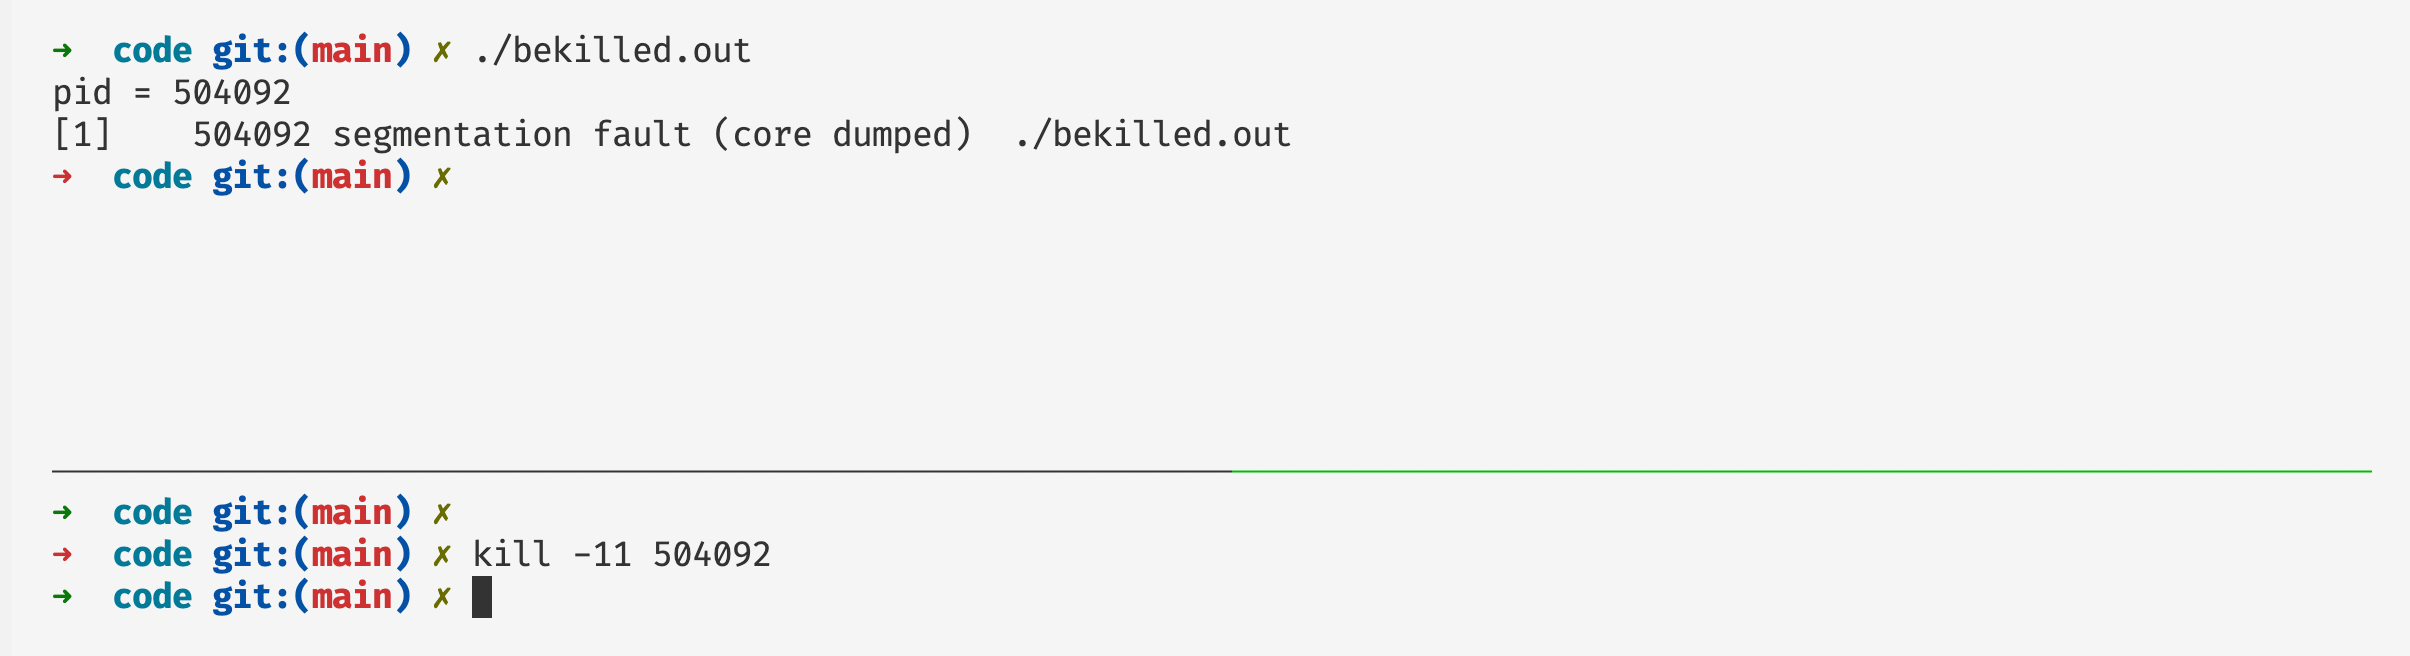 ➜  code git:(main) ✗ ./bekilled.out
pid = 504092
[1]    504092 segmentation fault (core dumped)  ./bekilled.out
➜  code git:(main) ✗
➜  code git:(main) ✗
➜  code git:(main) ✗ kill -11 504092
➜  code git:(main) ✗